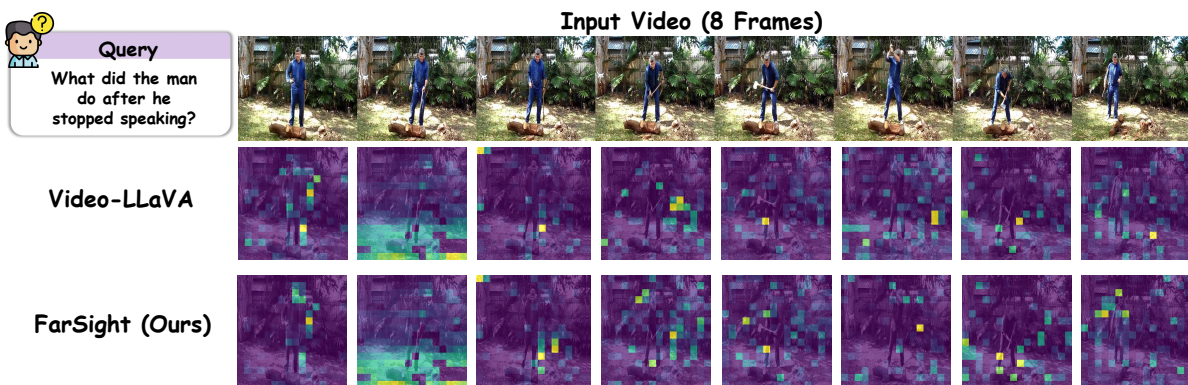 Input Video (8 Frames)
?
Query
What did the man
do after he
stopped speaking?
Video-LLaVA
FarSight (Ours)